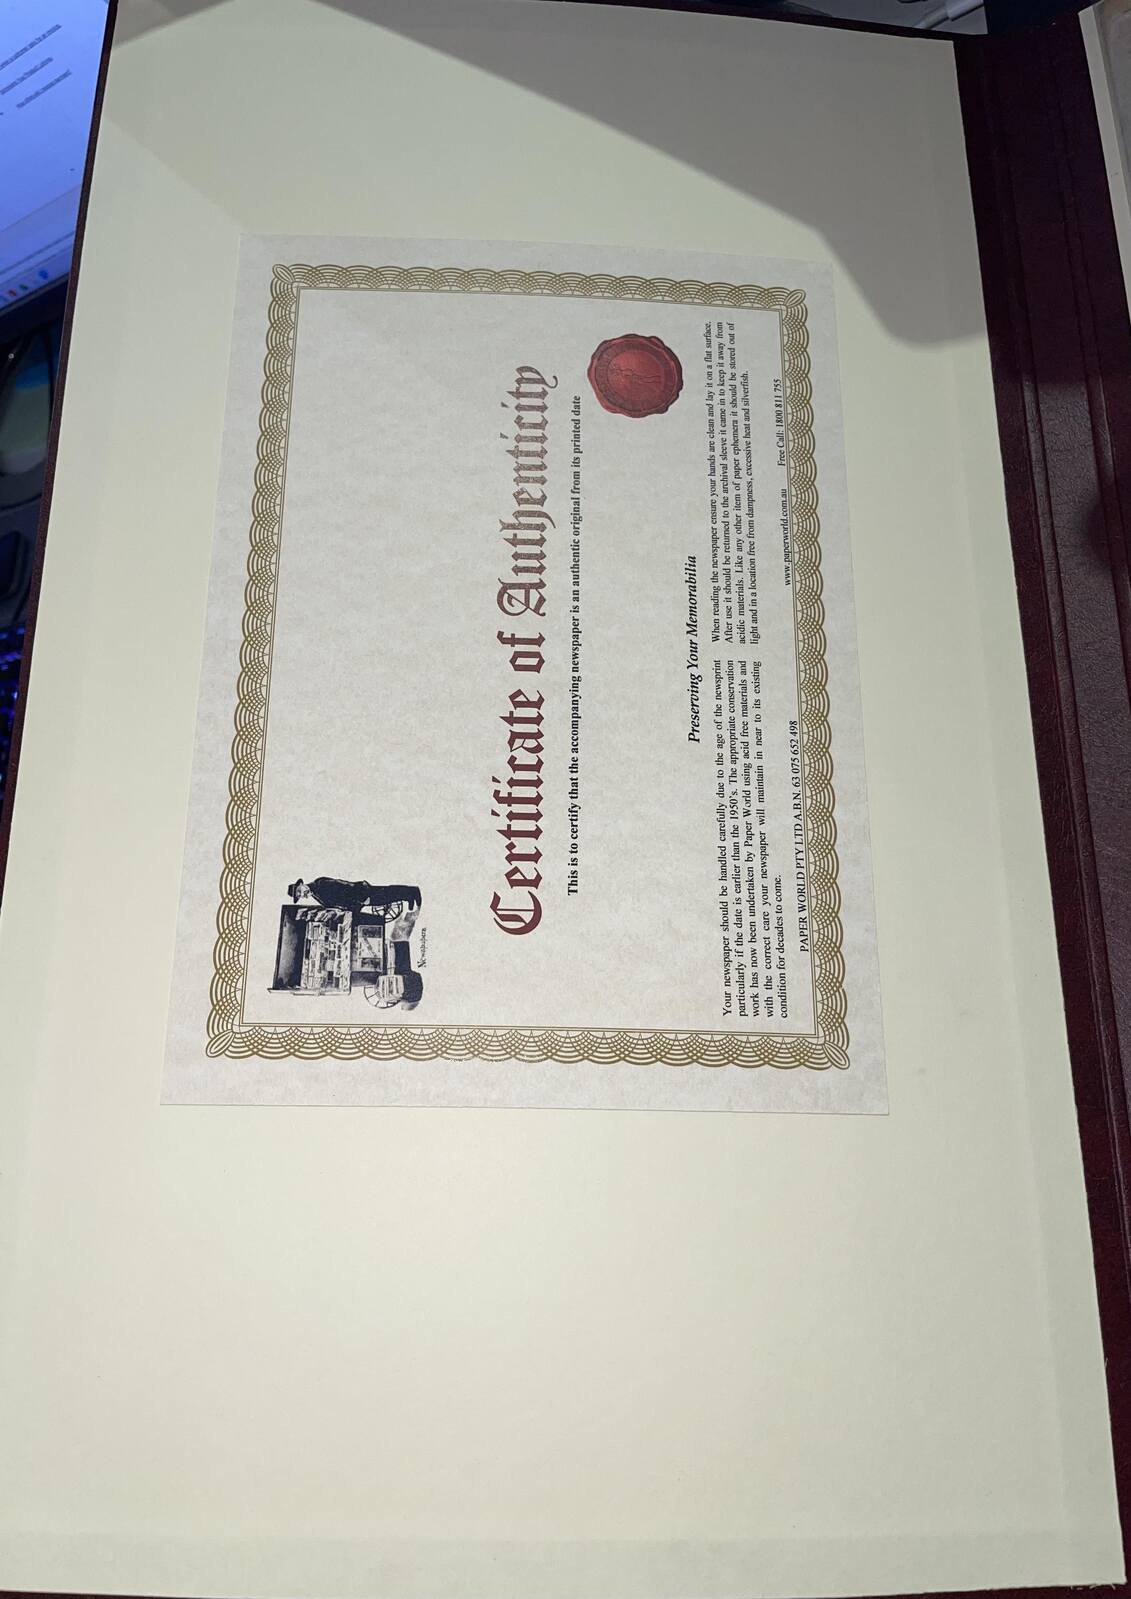 Newspapers
Certificate of Authenticity
This is to certify that the accompanying newspaper is an authentic original from its printed date
Preserving Your Memorabilia
Your newspaper should be handled carefully due to the age of the newsprint
particularly if the date is earlier than the 1950's. The appropriate conservation
work has now been undertaken by Paper World using acid free materials and
with the correct care your newspaper will maintain in near to its existing
condition for decades to come.
When reading the newspaper ensure your hands are clean and lay it on a flat surface.
After use it should be returned to the archival sleeve it came in to keep it away from
acidic materials. Like any other item of paper ephemera it should be stored out of
light and in a location free from dampness, excessive heat and silverfish.
PAPER WORLD PTY LTD A.B.N. 63 075 652 498
www.paperworld.com.au
Free Call: 1800 811 755